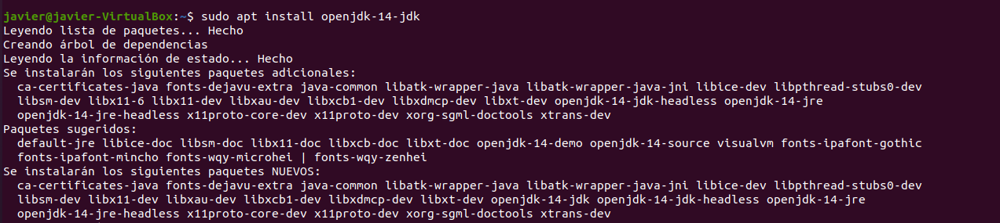 javier@javier-VirtualBox:~$ sudo apt install openjdk-14-jdk
Leyendo lista de paquetes... Hecho
Creando árbol de dependencias
Leyendo la información de estado... Hecho
Se instalarán los siguientes paquetes adicionales:
  ca-certificates-java fonts-dejavu-extra java-common libatk-wrapper-java libatk-wrapper-java-jni libice-dev libpthread-stubs0-dev
  libsm-dev libx11-6 libx11-dev libxau-dev libxcb1-dev libxdmcp-dev libxt-dev openjdk-14-jdk-headless openjdk-14-jre
  openjdk-14-jre-headless x11proto-core-dev x11proto-dev xorg-sgml-doctools xtrans-dev
Paquetes sugeridos:
  default-jre libice-doc libsm-doc libx11-doc libxcb-doc libxt-doc openjdk-14-demo openjdk-14-source visualvm fonts-ipafont-gothic
  fonts-ipafont-mincho fonts-wqy-microhei | fonts-wqy-zenhei
Se instalarán los siguientes paquetes NUEVOS:
  ca-certificates-java fonts-dejavu-extra java-common libatk-wrapper-java libatk-wrapper-java-jni libice-dev libpthread-stubs0-dev
  libsm-dev libx11-dev libxau-dev libxcb1-dev libxdmcp-dev libxt-dev openjdk-14-jdk openjdk-14-jdk-headless openjdk-14-jre
  openjdk-14-jre-headless x11proto-core-dev x11proto-dev xorg-sgml-doctools xtrans-dev